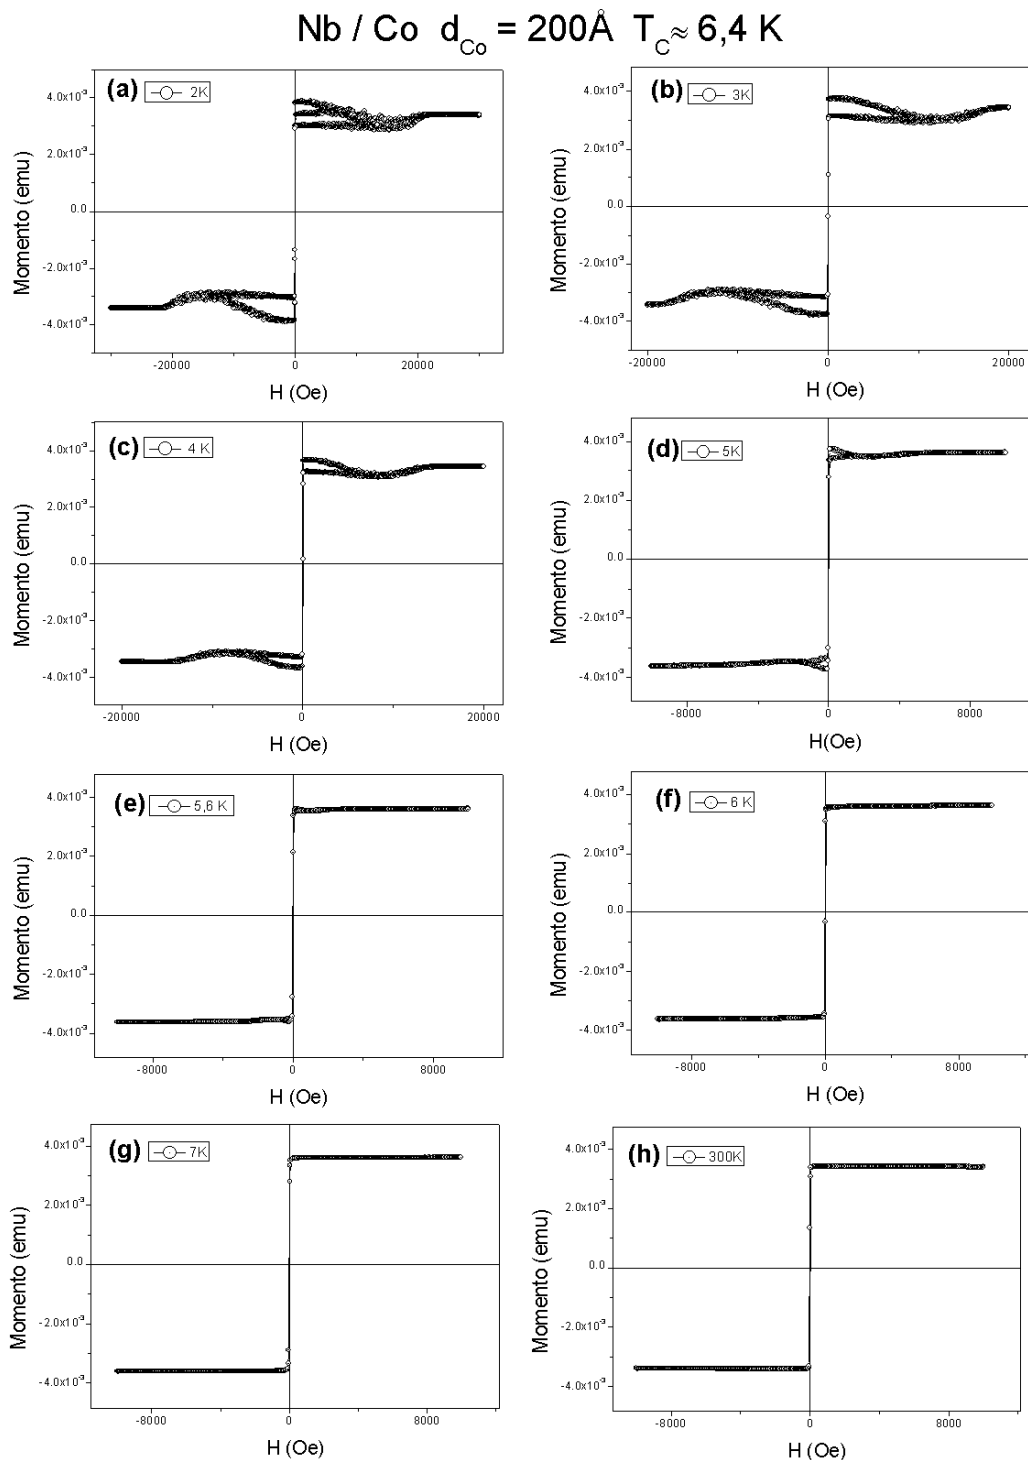 Nb / Co d_Co = 200Å T_C≈ 6,4 K
(a) 2K
4.0x10⁻³
2.0x10⁻³
0.0
-2.0x10⁻³
-4.0x10⁻³
Momento (emu)
-20000 0 20000
H (Oe)
(b) 3K
4.0x10⁻³
2.0x10⁻³
0.0
-2.0x10⁻³
-4.0x10⁻³
Momento (emu)
-20000 0 20000
H (Oe)
(c) 4 K
4.0x10⁻³
2.0x10⁻³
0.0
-2.0x10⁻³
-4.0x10⁻³
Momento (emu)
-20000 0 20000
H (Oe)
(d) 5K
4.0x10⁻³
2.0x10⁻³
0.0
-2.0x10⁻³
-4.0x10⁻³
Momento (emu)
-8000 0 8000
H(Oe)
(e) 5,6 K
4.0x10⁻³
2.0x10⁻³
0.0
-2.0x10⁻³
-4.0x10⁻³
Momento (emu)
-8000 0 8000
H (Oe)
(f) 6 K
4.0x10⁻³
2.0x10⁻³
0.0
-2.0x10⁻³
-4.0x10⁻³
Momento (emu)
-8000 0 8000
H (Oe)
(g) 7K
4.0x10⁻³
2.0x10⁻³
0.0
-2.0x10⁻³
-4.0x10⁻³
Momento (emu)
-8000 0 8000
H (Oe)
(h) 300K
4.0x10⁻³
2.0x10⁻³
0.0
-2.0x10⁻³
-4.0x10⁻³
Momento (emu)
-8000 0 8000
H (Oe)